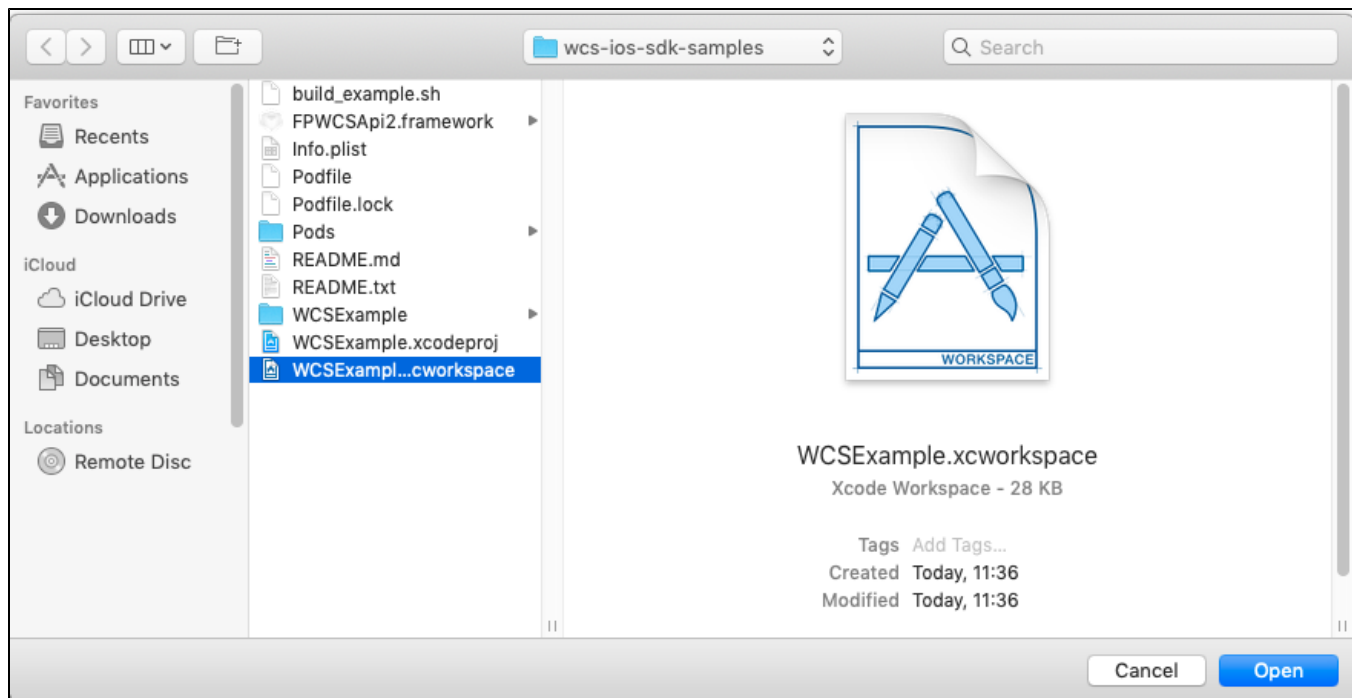 wcs-ios-sdk-samples
Search
Favorites
Recents
Applications
Downloads
iCloud
iCloud Drive
Desktop
Documents
Locations
Remote Disc
build_example.sh
FPWCSApi2.framework
Info.plist
Podfile
Podfile.lock
Pods
README.md
README.txt
WCSExample
WCSExample.xcodeproj
WCSExampl...cworkspace
WORKSPACE
WCSExample.xcworkspace
Xcode Workspace - 28 KB
Tags Add Tags...
Created Today, 11:36
Modified Today, 11:36
Cancel
Open